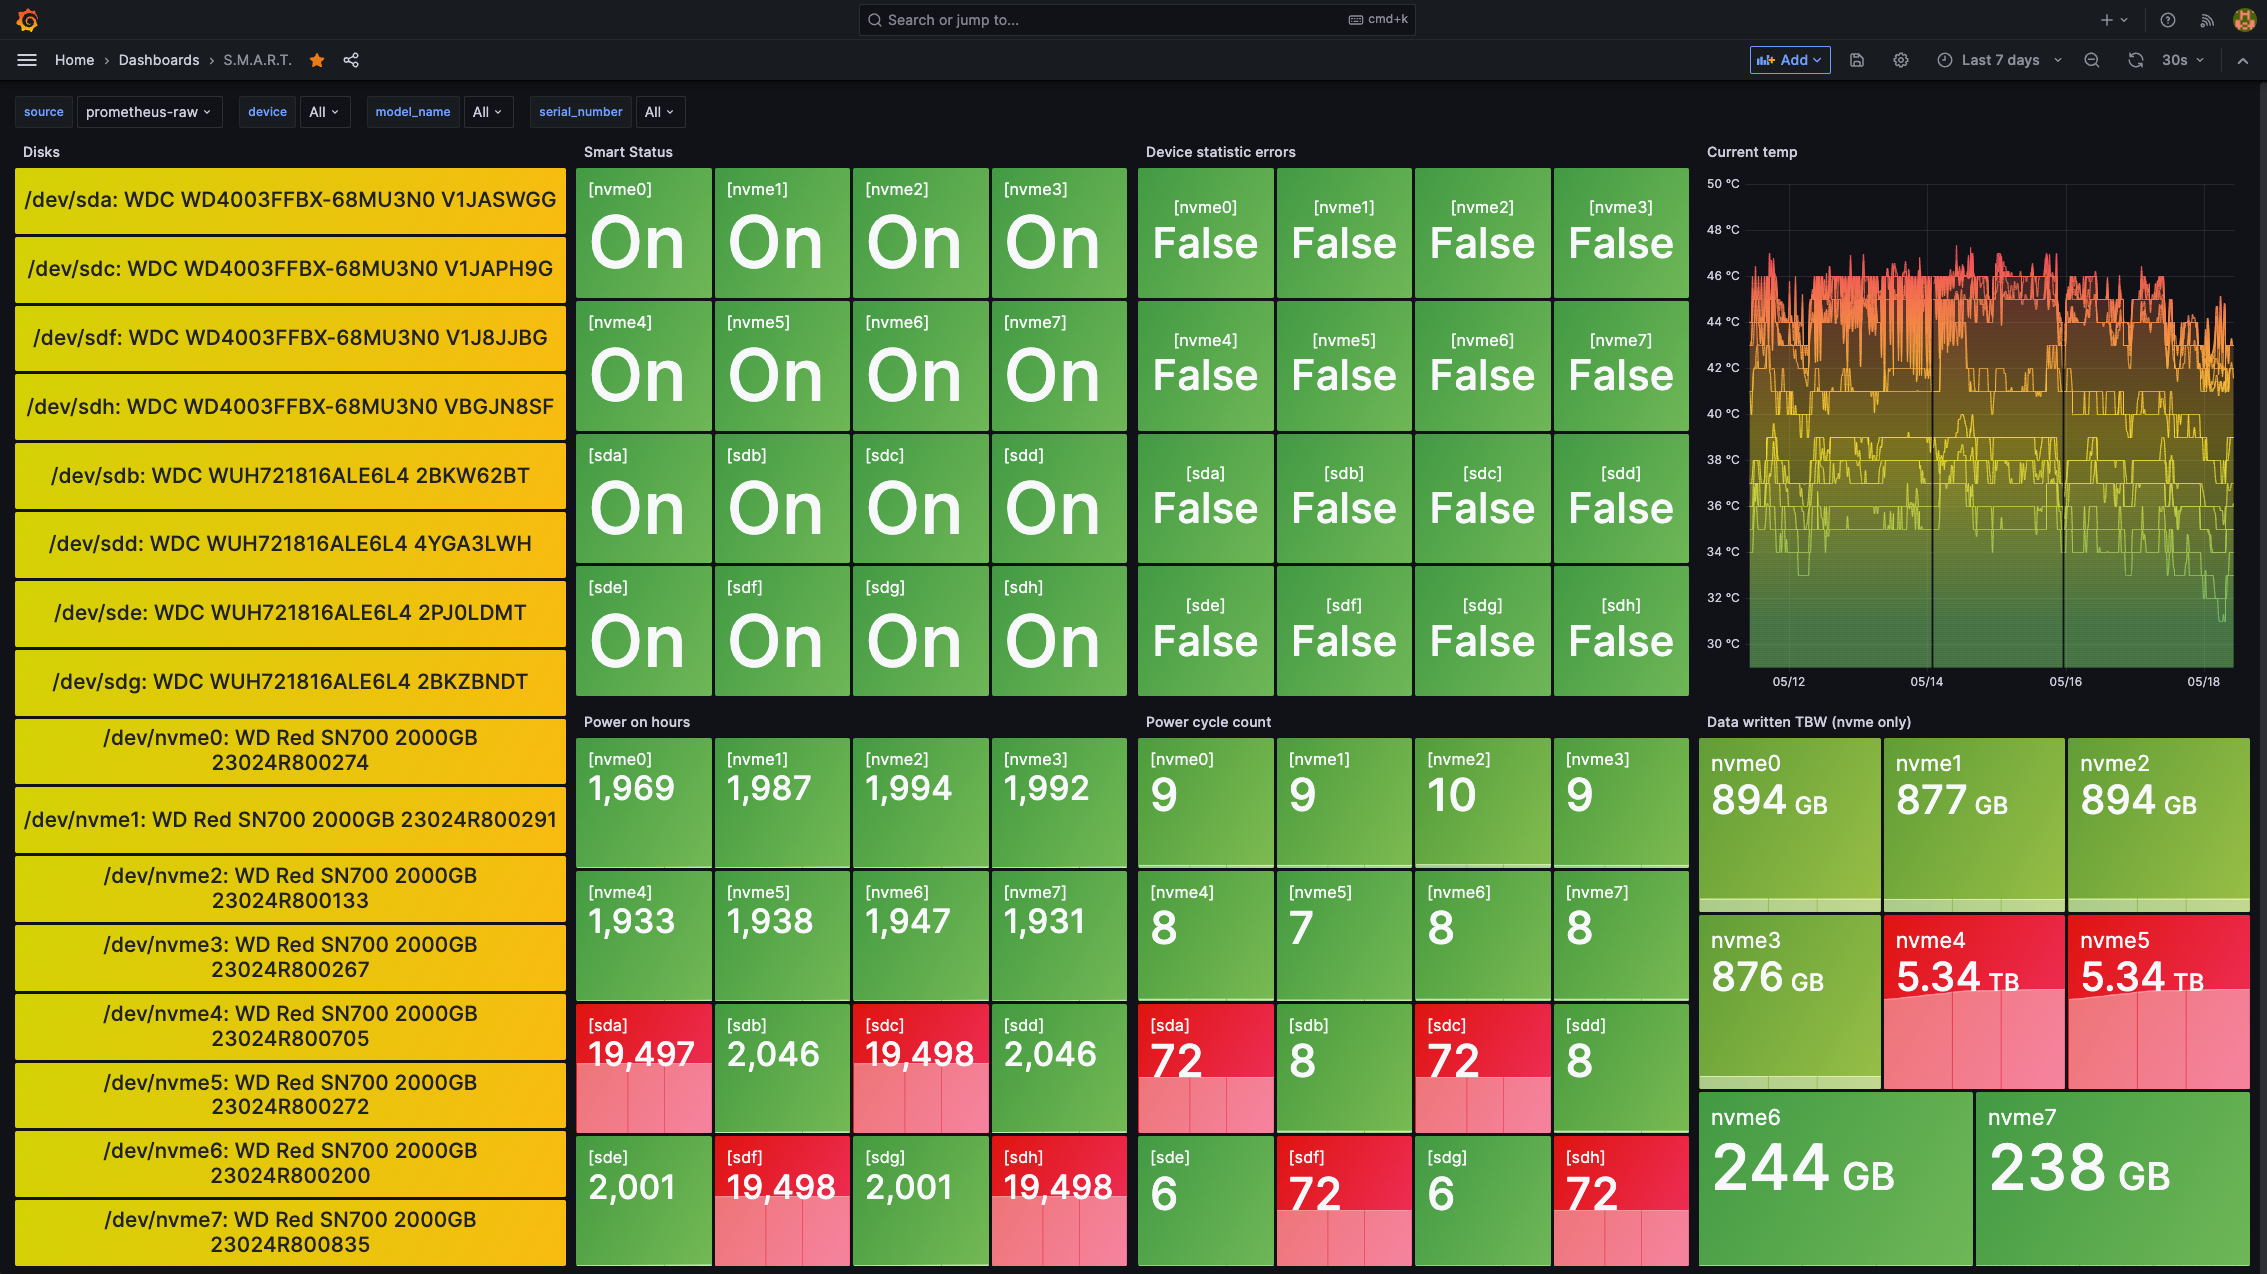 Search or jump to...
cmd+k
Home › Dashboards › S.M.A.R.T.
Add
Last 7 days
30s
source prometheus-raw device All model_name All serial_number All
Disks
/dev/sda: WDC WD4003FFBX-68MU3N0 V1JASWGG
/dev/sdc: WDC WD4003FFBX-68MU3N0 V1JAPH9G
/dev/sdf: WDC WD4003FFBX-68MU3N0 V1J8JJBG
/dev/sdh: WDC WD4003FFBX-68MU3N0 VBGJN8SF
/dev/sdb: WDC WUH721816ALE6L4 2BKW62BT
/dev/sdd: WDC WUH721816ALE6L4 4YGA3LWH
/dev/sde: WDC WUH721816ALE6L4 2PJ0LDMT
/dev/sdg: WDC WUH721816ALE6L4 2BKZBNDT
/dev/nvme0: WD Red SN700 2000GB
23024R800274
/dev/nvme1: WD Red SN700 2000GB 23024R800291
/dev/nvme2: WD Red SN700 2000GB
23024R800133
/dev/nvme3: WD Red SN700 2000GB
23024R800267
/dev/nvme4: WD Red SN700 2000GB
23024R800705
/dev/nvme5: WD Red SN700 2000GB
23024R800272
/dev/nvme6: WD Red SN700 2000GB
23024R800200
/dev/nvme7: WD Red SN700 2000GB
23024R800835
Smart Status
[nvme0] [nvme1] [nvme2] [nvme3]
On On On On
[nvme4] [nvme5] [nvme6] [nvme7]
On On On On
[sda] [sdb] [sdc] [sdd]
On On On On
[sde] [sdf] [sdg] [sdh]
On On On On
Device statistic errors
[nvme0] [nvme1] [nvme2] [nvme3]
False False False False
[nvme4] [nvme5] [nvme6] [nvme7]
False False False False
[sda] [sdb] [sdc] [sdd]
False False False False
[sde] [sdf] [sdg] [sdh]
False False False False
Current temp
50 °C
48 °C
46 °C
44 °C
42 °C
40 °C
38 °C
36 °C
34 °C
32 °C
30 °C
05/12 05/14 05/16 05/18
Power on hours
[nvme0] [nvme1] [nvme2] [nvme3]
1,969 1,987 1,994 1,992
[nvme4] [nvme5] [nvme6] [nvme7]
1,933 1,938 1,947 1,931
[sda] [sdb] [sdc] [sdd]
19,497 2,046 19,498 2,046
[sde] [sdf] [sdg] [sdh]
2,001 19,498 2,001 19,498
Power cycle count
[nvme0] [nvme1] [nvme2] [nvme3]
9 9 10 9
[nvme4] [nvme5] [nvme6] [nvme7]
8 7 8 8
[sda] [sdb] [sdc] [sdd]
72 8 72 8
[sde] [sdf] [sdg] [sdh]
6 72 6 72
Data written TBW (nvme only)
nvme0 nvme1 nvme2
894 GB 877 GB 894 GB
nvme3 nvme4 nvme5
876 GB 5.34 TB 5.34 TB
nvme6 nvme7
244 GB 238 GB